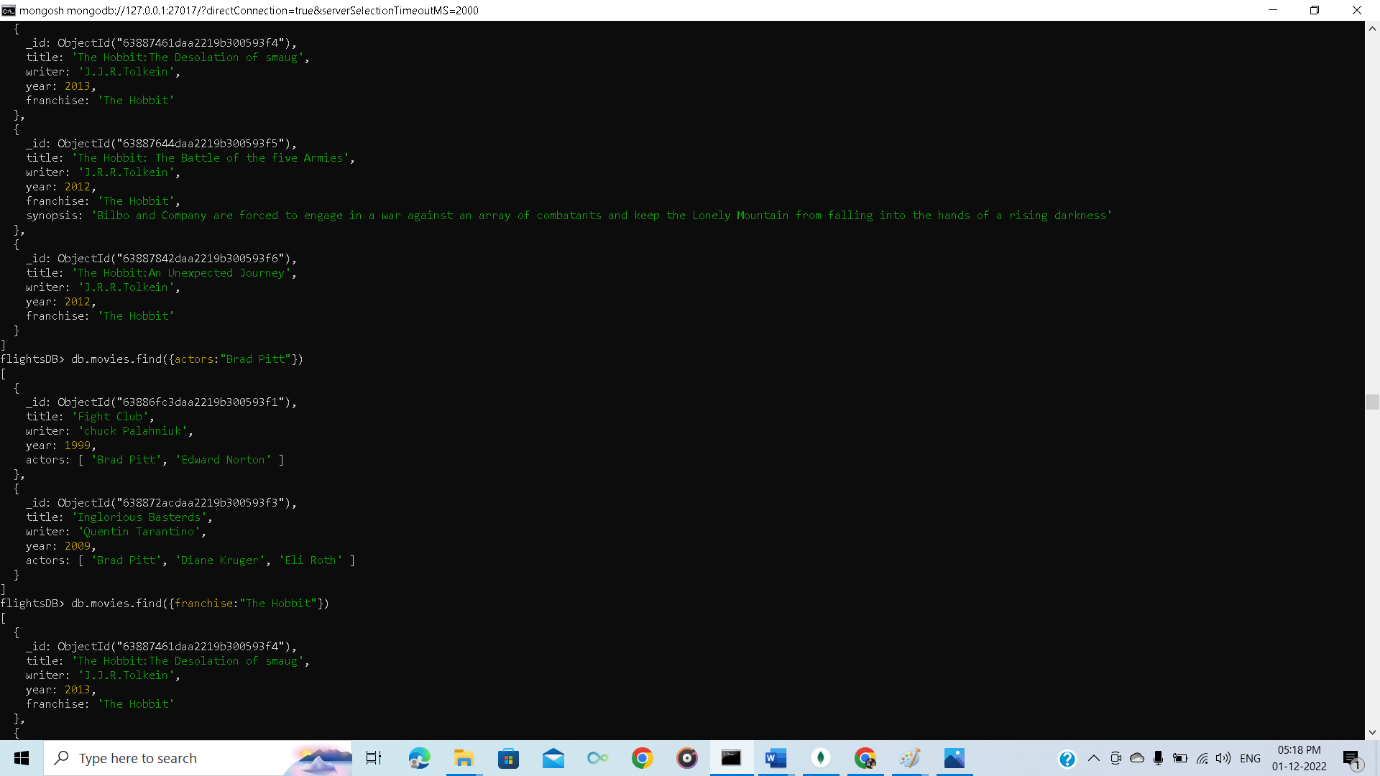 mongosh mongodb://127.0.0.1:27017/?directConnection=true&serverSelectionTimeoutMS=2000
  {
    _id: ObjectId("63887461daa2219b300593f4"),
    title: 'The Hobbit:The Desolation of smaug',
    writer: 'J.J.R.Tolkein',
    year: 2013,
    franchise: 'The Hobbit'
  },
  {
    _id: ObjectId("63887644daa2219b300593f5"),
    title: 'The Hobbit: The Battle of the five Armies',
    writer: 'J.R.R.Tolkein',
    year: 2012,
    franchise: 'The Hobbit',
    synopsis: 'Bilbo and Company are forced to engage in a war against an array of combatants and keep the Lonely Mountain from falling into the hands of a rising darkness'
  },
  {
    _id: ObjectId("63887842daa2219b300593f6"),
    title: 'The Hobbit:An Unexpected Journey',
    writer: 'J.R.R.Tolkein',
    year: 2012,
    franchise: 'The Hobbit'
  }
]
flightsDB> db.movies.find({actors:"Brad Pitt"})
[
  {
    _id: ObjectId("63886fc3daa2219b300593f1"),
    title: 'Fight Club',
    writer: 'chuck Palahniuk',
    year: 1999,
    actors: [ 'Brad Pitt', 'Edward Norton' ]
  },
  {
    _id: ObjectId("638872acdaa2219b300593f3"),
    title: 'Inglorious Basterds',
    writer: 'Quentin Tarantino',
    year: 2009,
    actors: [ 'Brad Pitt', 'Diane Kruger', 'Eli Roth' ]
  }
]
flightsDB> db.movies.find({franchise:"The Hobbit"})
[
  {
    _id: ObjectId("63887461daa2219b300593f4"),
    title: 'The Hobbit:The Desolation of smaug',
    writer: 'J.J.R.Tolkein',
    year: 2013,
    franchise: 'The Hobbit'
  },
  {
Type here to search
ENG
05:18 PM
01-12-2022
1